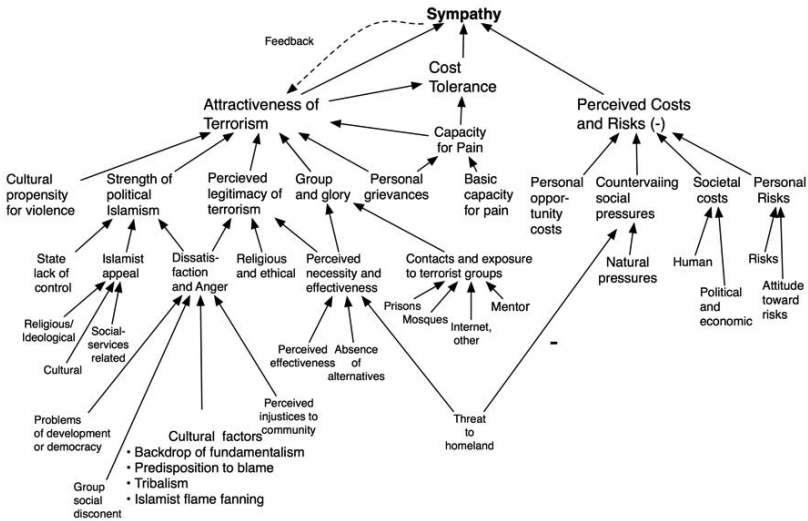 Sympathy
Feedback
Cost
Tolerance
Attractiveness of
Terrorism
Perceived Costs
and Risks (-)
Capacity
for Pain
Cultural
propensity
for violence
Strength of
political
Islamism
Percieved
legitimacy of
terrorism
Group
and glory
Personal
grievances
Basic
capacity
for pain
Personal
oppor-
tunity
costs
Countervaiing
social
pressures
Societal
costs
Personal
Risks
State
lack of
control
Islamist
appeal
Dissatis-
faction
and Anger
Religious
and ethical
Perceived
necessity and
effectiveness
Contacts and exposure
to terrorist groups
Natural
pressures
Human
Political
and
economic
Risks
Attitude
toward
risks
Religious/
Ideological
Cultural
Social-
services
related
Prisons
Mosques
Internet,
other
Mentor
Perceived
effectiveness
Absence
of
alternatives
-
Problems
of development
or democracy
Group
social
disconent
Cultural factors
• Backdrop of fundamentalism
• Predisposition to blame
• Tribalism
• Islamist flame fanning
Perceived
injustices to
community
Threat
to
homeland